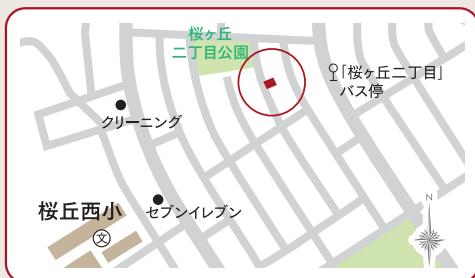 桜ヶ丘
二丁目公園
「桜ヶ丘二丁目」
バス停
クリーニング
桜丘西小
セブンイレブン
文
N